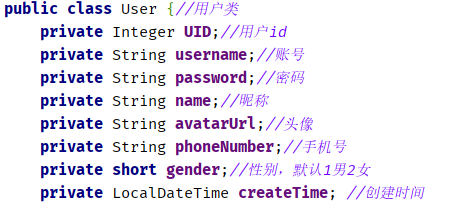 public class User {//用户类
private Integer UID;//用户id
private String username;//账号
private String password;//密码
private String name;//昵称
private String avatarUrl;//头像
private String phoneNumber;//手机号
private short gender;//性别，默认1男2女
private LocalDateTime createTime; //创建时间